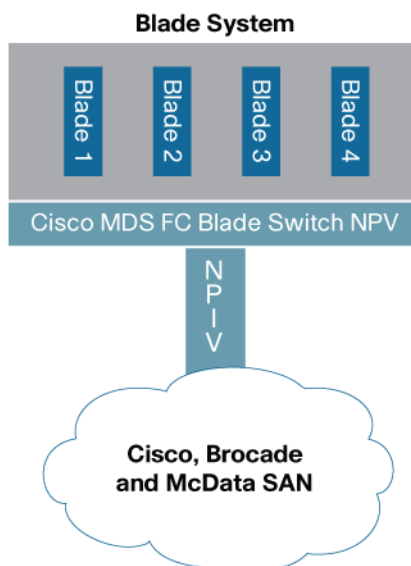 Blade System
Blade 1
Blade 2
Blade 3
Blade 4
Cisco MDS FC Blade Switch NPV
NPIV
Cisco, Brocade
and McData SAN